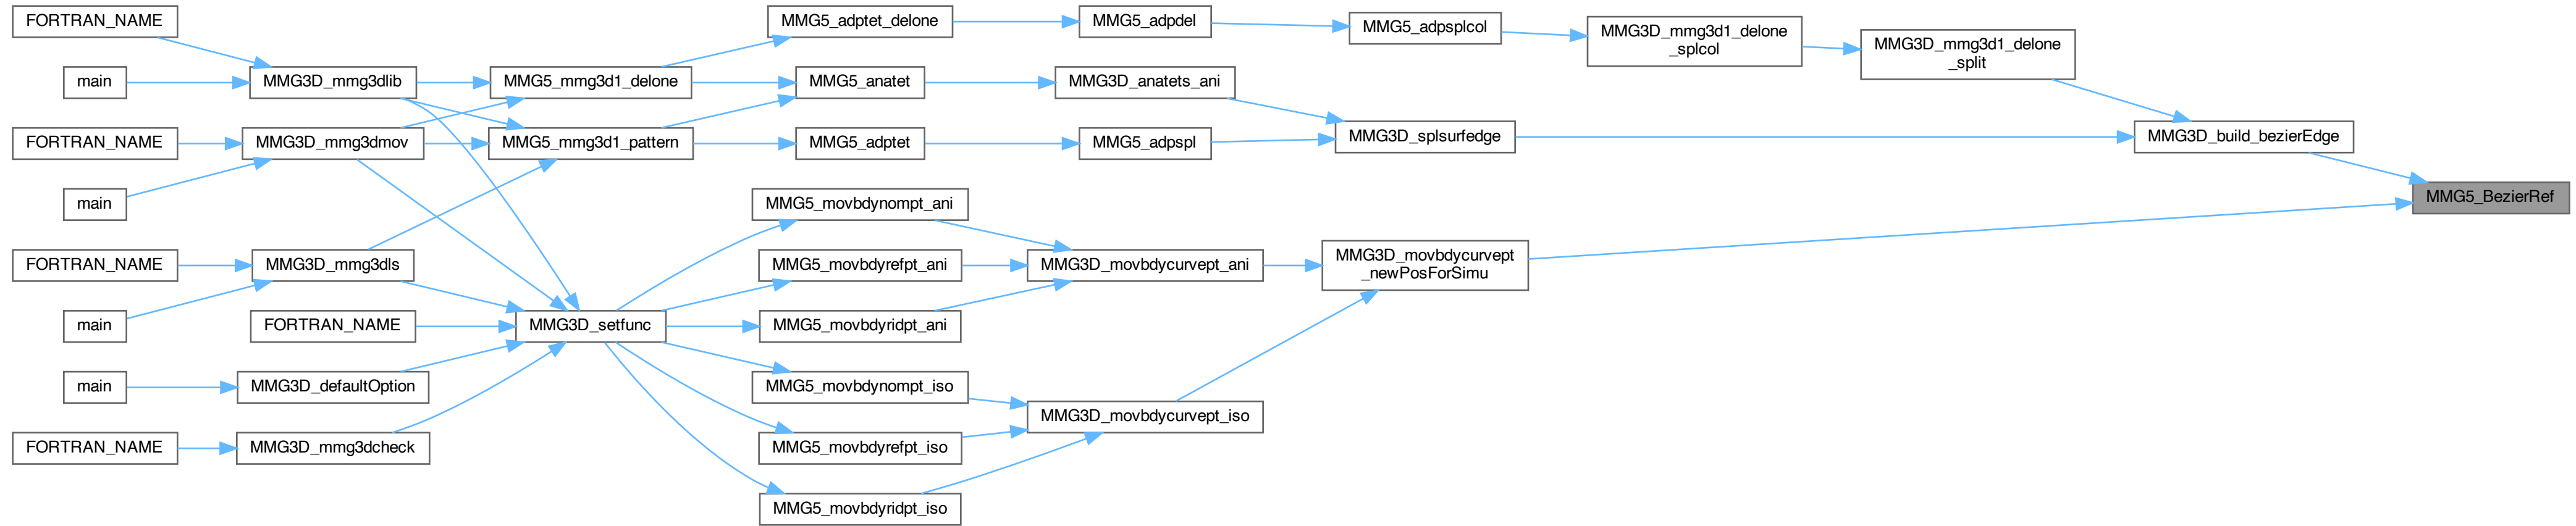 FORTRAN_NAME
MMG5_adptet_delone
MMG5_adpdel
MMG5_adpsplcol
MMG3D_mmg3d1_delone
_splcol
MMG3D_mmg3d1_delone
_split
main
MMG3D_mmg3dlib
MMG5_mmg3d1_delone
MMG5_anatet
MMG3D_anatets_ani
FORTRAN_NAME
MMG3D_mmg3dmov
MMG5_mmg3d1_pattern
MMG5_adptet
MMG5_adpspl
MMG3D_splsurfedge
MMG3D_build_bezierEdge
main
MMG5_movbdynompt_ani
MMG5_BezierRef
FORTRAN_NAME
MMG3D_mmg3dls
MMG5_movbdyrefpt_ani
MMG3D_movbdycurvept_ani
MMG3D_movbdycurvept
_newPosForSimu
main
FORTRAN_NAME
MMG3D_setfunc
MMG5_movbdyridpt_ani
main
MMG3D_defaultOption
MMG5_movbdynompt_iso
MMG3D_movbdycurvept_iso
FORTRAN_NAME
MMG3D_mmg3dcheck
MMG5_movbdyrefpt_iso
MMG5_movbdyridpt_iso